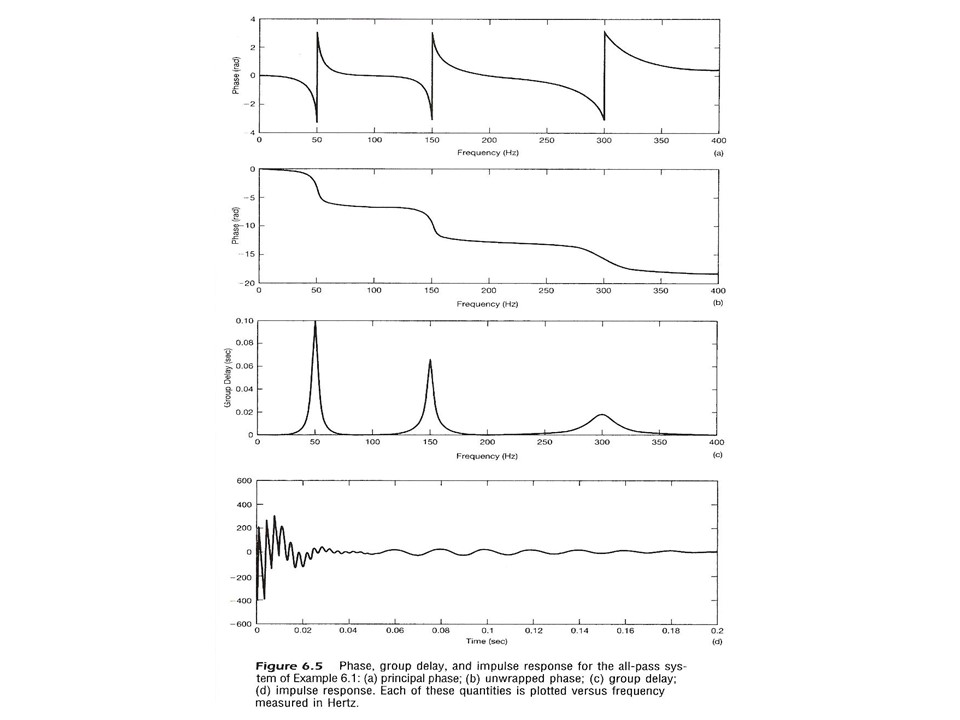 4
2
0
−2
4
Phase (rad)
0 50 100 150 200 250 300 350 400
Frequency (Hz)
(a)
0
−5
−10
−15
−20
Phase (rad)
0 50 100 150 200 250 300 350 400
Frequency (Hz)
(b)
0.10
0.08
0.06
0.04
0.02
0
Group Delay (sec)
0 50 100 150 200 250 300 350 400
Frequency (Hz)
(c)
600
400
200
0
−200
−400
−600
0 0.02 0.04 0.06 0.08 0.1 0.12 0.14 0.16 0.18 0.2
Time (sec)
(d)
Figure 6.5 Phase, group delay, and impulse response for the all-pass sys-
tem of Example 6.1: (a) principal phase; (b) unwrapped phase; (c) group delay;
(d) impulse response. Each of these quantities is plotted versus frequency
measured in Hertz.